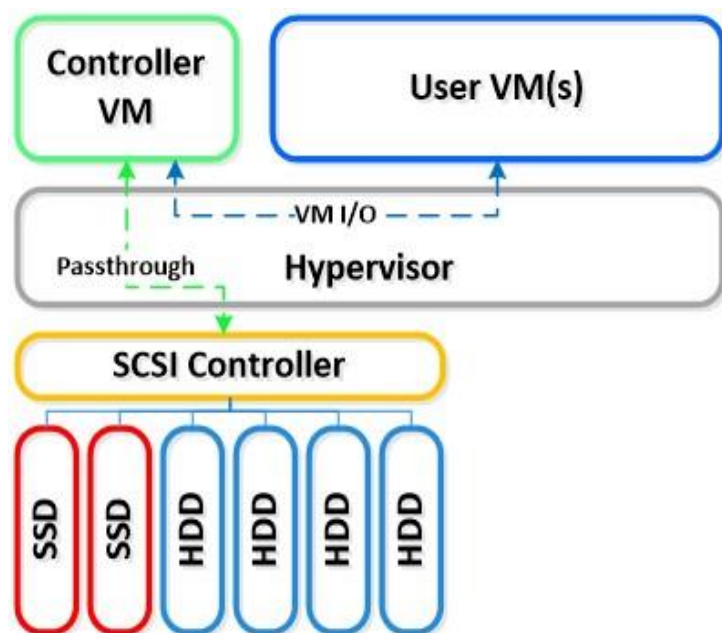 Controller
VM
User VM(s)
VM I/O
Passthrough
Hypervisor
SCSI Controller
SSD
SSD
HDD
HDD
HDD
HDD